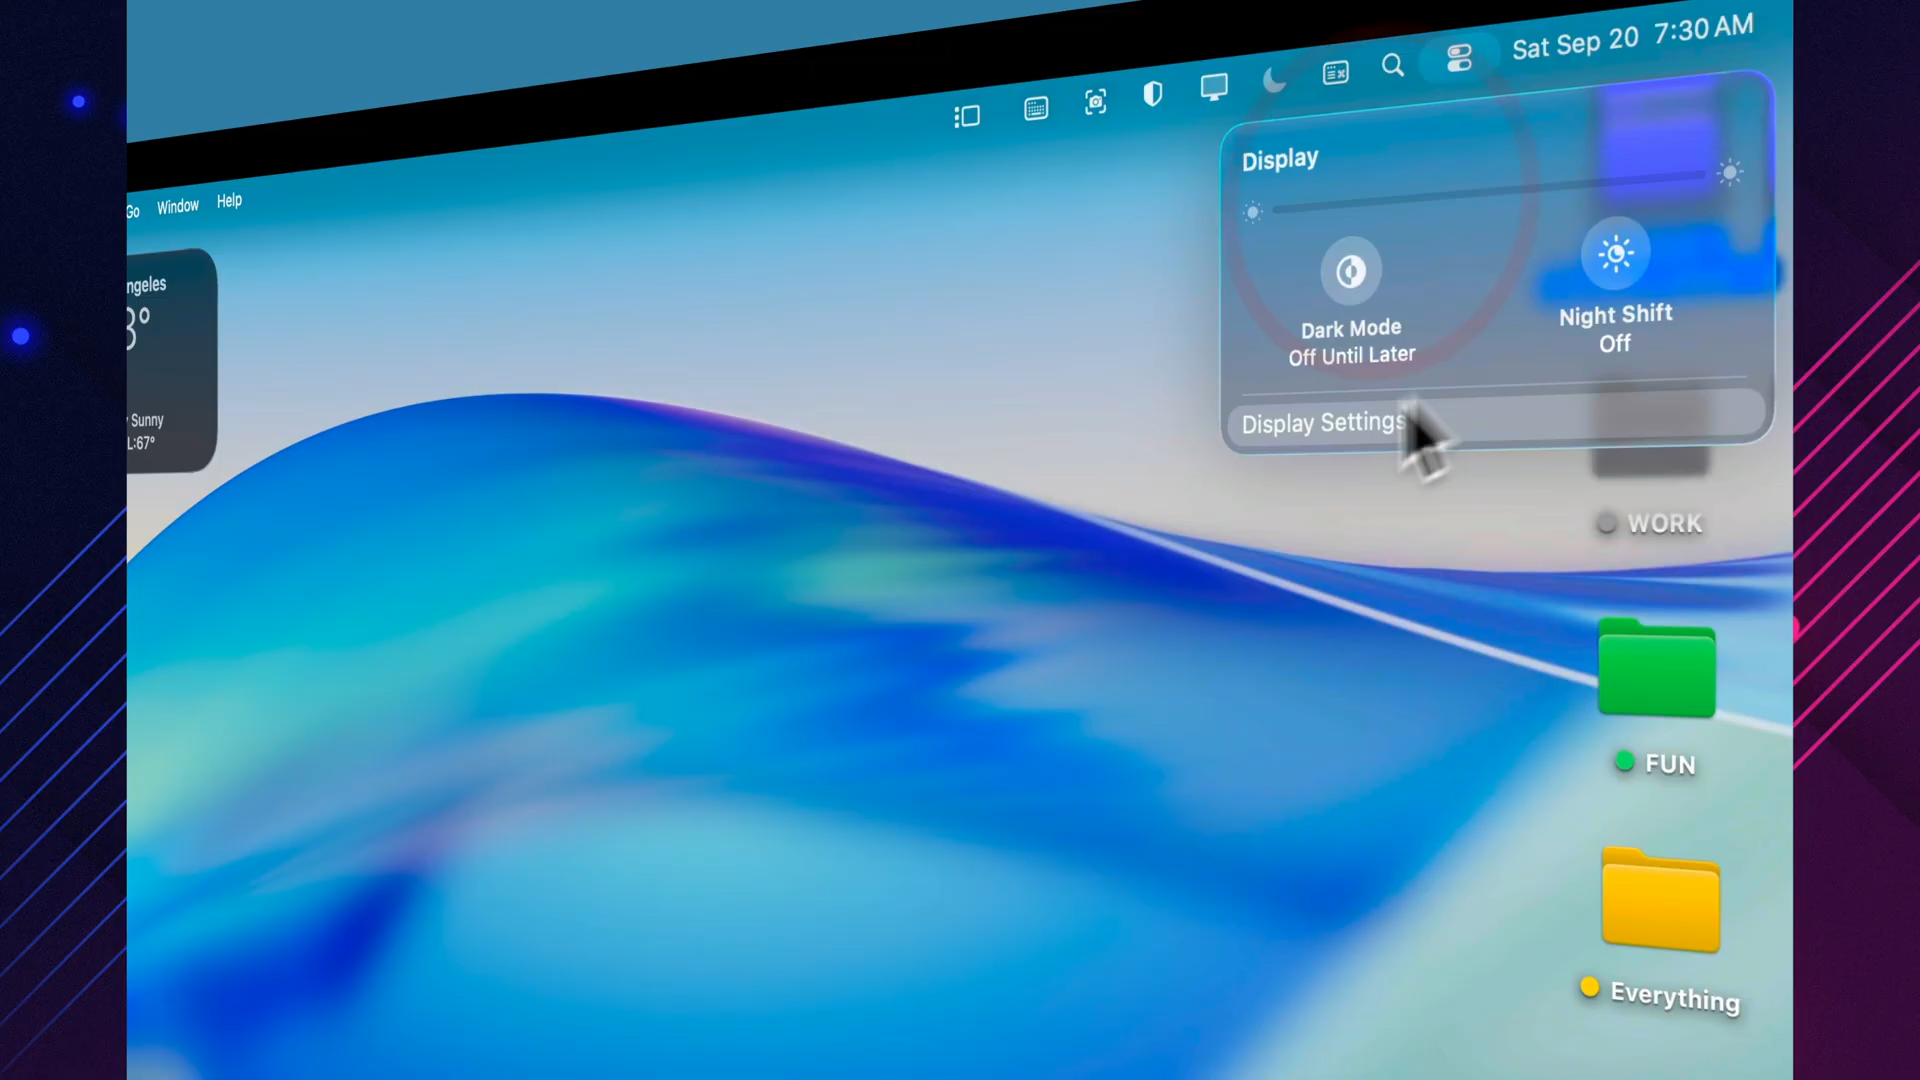 Sat Sep 20 7:30 AM
Go Window Help
Display
Dark Mode
Off Until Later
Night Shift
Off
Display Settings
ngeles
Sunny
L:67°
WORK
FUN
Everything